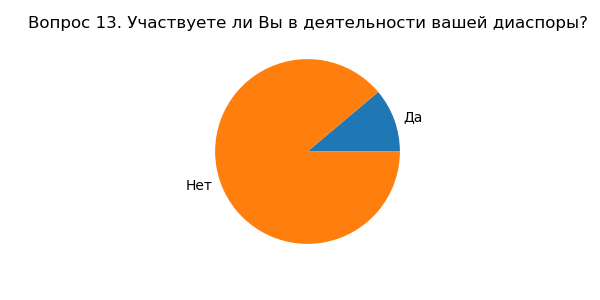 Вопрос 13. Участвуете ли Вы в деятельности вашей диаспоры?
Да
Нет